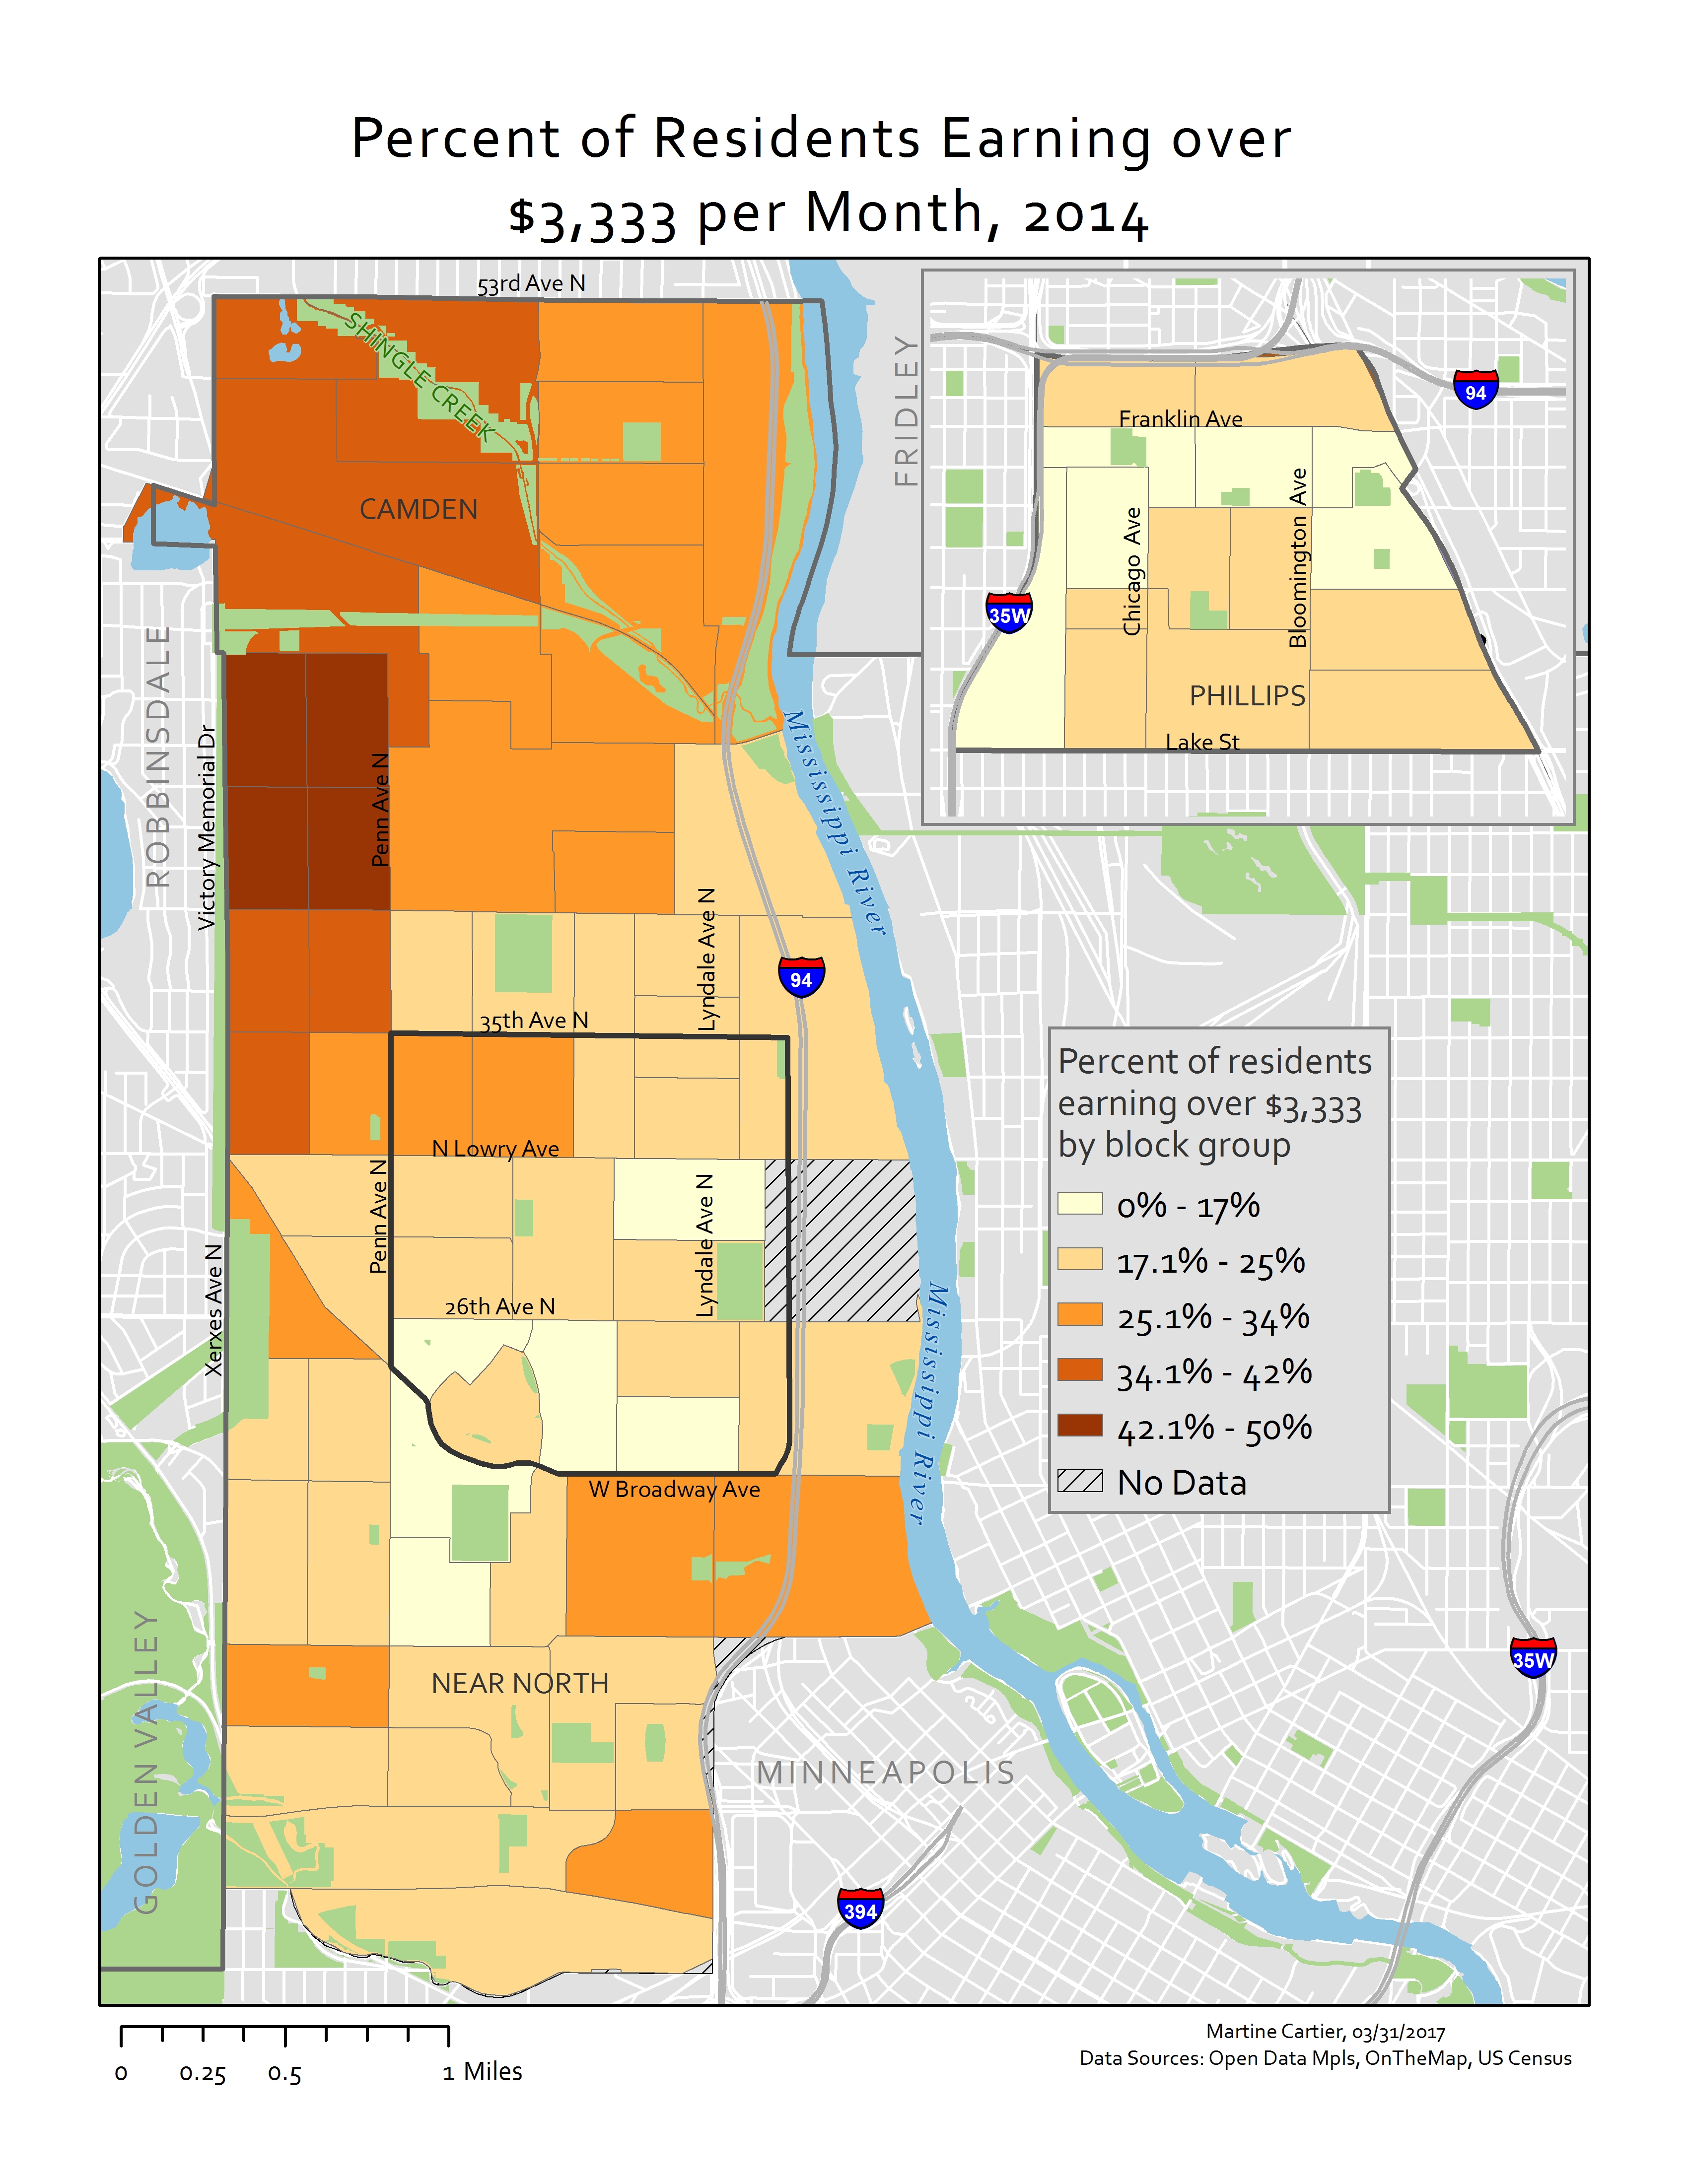 Percent of Residents Earning over
$3,333 per Month, 2014
53rd Ave N
SHINGLE CREEK
FRIDLEY
94
Franklin Ave
CAMDEN
Chicago Ave
Bloomington Ave
35W
ROBBINSDALE
PHILLIPS
Lake St
Victory Memorial Dr
Penn Ave N
Mississippi River
Lyndale Ave N
94
35th Ave N
Percent of residents
earning over $3,333
by block group
0% - 17%
17.1% - 25%
25.1% - 34%
34.1% - 42%
42.1% - 50%
No Data
N Lowry Ave
Penn Ave N
Lyndale Ave N
Xerxes Ave N
26th Ave N
Mississippi River
W Broadway Ave
35W
GOLDEN VALLEY
NEAR NORTH
MINNEAPOLIS
394
0 0.25 0.5 1 Miles
Martine Cartier, 03/31/2017
Data Sources: Open Data Mpls, OnTheMap, US Census